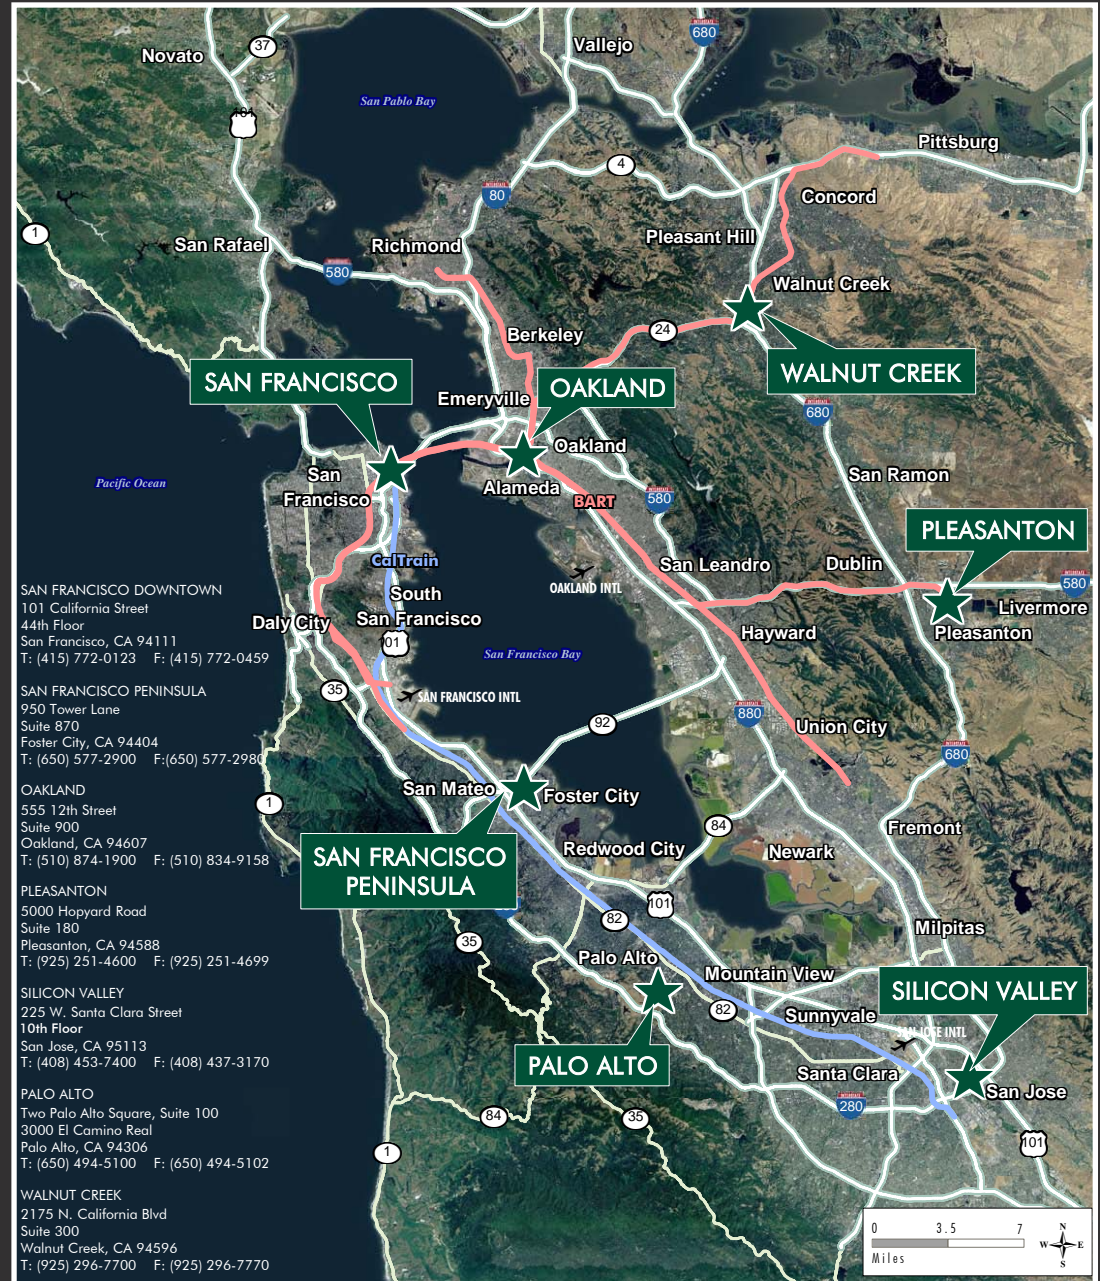 Novato
37
Vallejo
680
San Pablo Bay
101
Pittsburg
4
80
Concord
1
San Rafael
Richmond
Pleasant Hill
580
Walnut Creek
24
Berkeley
SAN FRANCISCO
OAKLAND
WALNUT CREEK
Emeryville
680
Oakland
San
Francisco
Pacific Ocean
Alameda
BART
580
San Ramon
PLEASANTON
CalTrain
OAKLAND INTL
San Leandro
Dublin
580
Livermore
Pleasanton
South
San Francisco
Daly City
101
Hayward
San Francisco Bay
35
SAN FRANCISCO INTL
92
880
Union City
680
San Mateo
Foster City
1
84
Fremont
Redwood City
Newark
SAN FRANCISCO
PENINSULA
101
82
35
Milpitas
Palo Alto
Mountain View
SILICON VALLEY
82
Sunnyvale
SAN JOSE INTL
PALO ALTO
Santa Clara
San Jose
280
84
35
1
101
SAN FRANCISCO DOWNTOWN
101 California Street
44th Floor
San Francisco, CA 94111
T: (415) 772-0123 F: (415) 772-0459
SAN FRANCISCO PENINSULA
950 Tower Lane
Suite 870
Foster City, CA 94404
T: (650) 577-2900 F:(650) 577-2980
OAKLAND
555 12th Street
Suite 900
Oakland, CA 94607
T: (510) 874-1900 F: (510) 834-9158
PLEASANTON
5000 Hopyard Road
Suite 180
Pleasanton, CA 94588
T: (925) 251-4600 F: (925) 251-4699
SILICON VALLEY
225 W. Santa Clara Street
10th Floor
San Jose, CA 95113
T: (408) 453-7400 F: (408) 437-3170
PALO ALTO
Two Palo Alto Square, Suite 100
3000 El Camino Real
Palo Alto, CA 94306
T: (650) 494-5100 F: (650) 494-5102
WALNUT CREEK
2175 N. California Blvd
Suite 300
Walnut Creek, CA 94596
T: (925) 296-7700 F: (925) 296-7770
0 3.5 7
Miles
N
W E
S